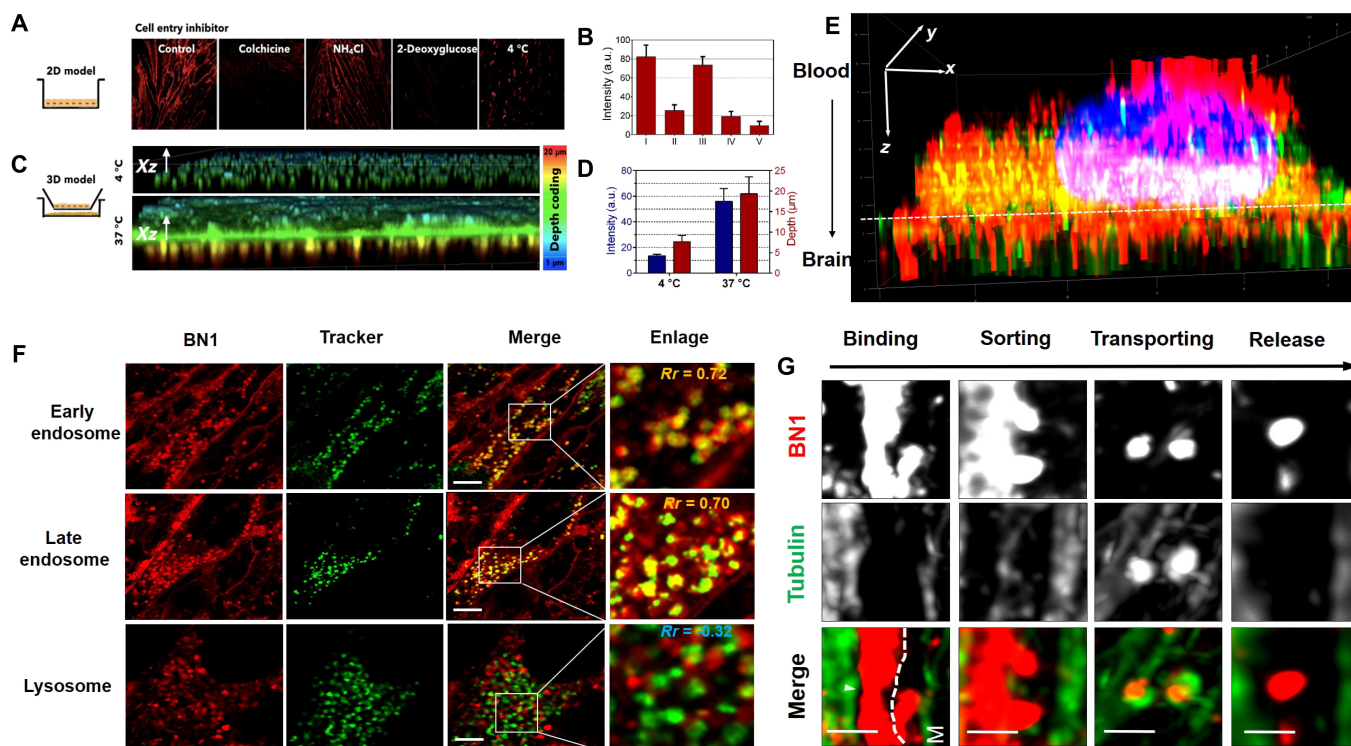 A
Cell entry inhibitor
2D model
Control
Colchicine
NH₄Cl
2-Deoxyglucose
4 °C
B
Intensity (a.u.)
100
80
60
40
20
0
I
II
III
IV
V
C
3D model
4 °C
Xz
37 °C
Xz
20 μm
Depth coding
1 μm
D
Intensity (a.u.)
80
60
40
20
0
25
20
15
10
5
0
Depth (μm)
4 °C
37 °C
E
Blood
Brain
y
x
z
F
BN1
Tracker
Merge
Enlage
Early
endosome
Rr = 0.72
Late
endosome
Rr = 0.70
Lysosome
Rr = -0.32
G
Binding
Sorting
Transporting
Release
BN1
Tubulin
Merge
M